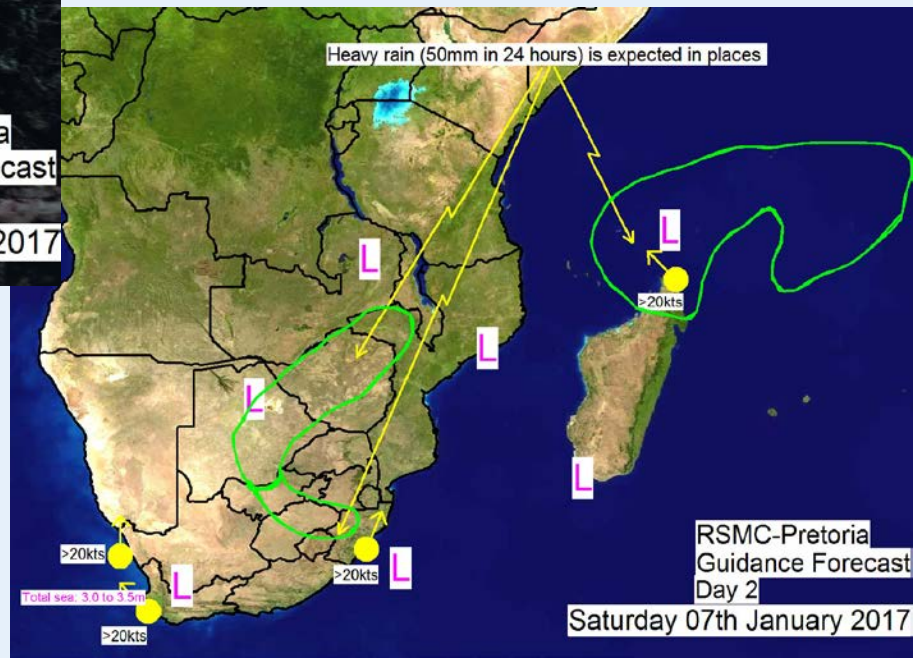 a
cast
2017
Heavy rain (50mm in 24 hours) is expected in places
L
>20kts
L
L
L
L
>20kts
>20kts
L
L
Total sea: 3.0 to 3.5m
>20kts
RSMC-Pretoria
Guidance Forecast
Day 2
Saturday 07th January 2017